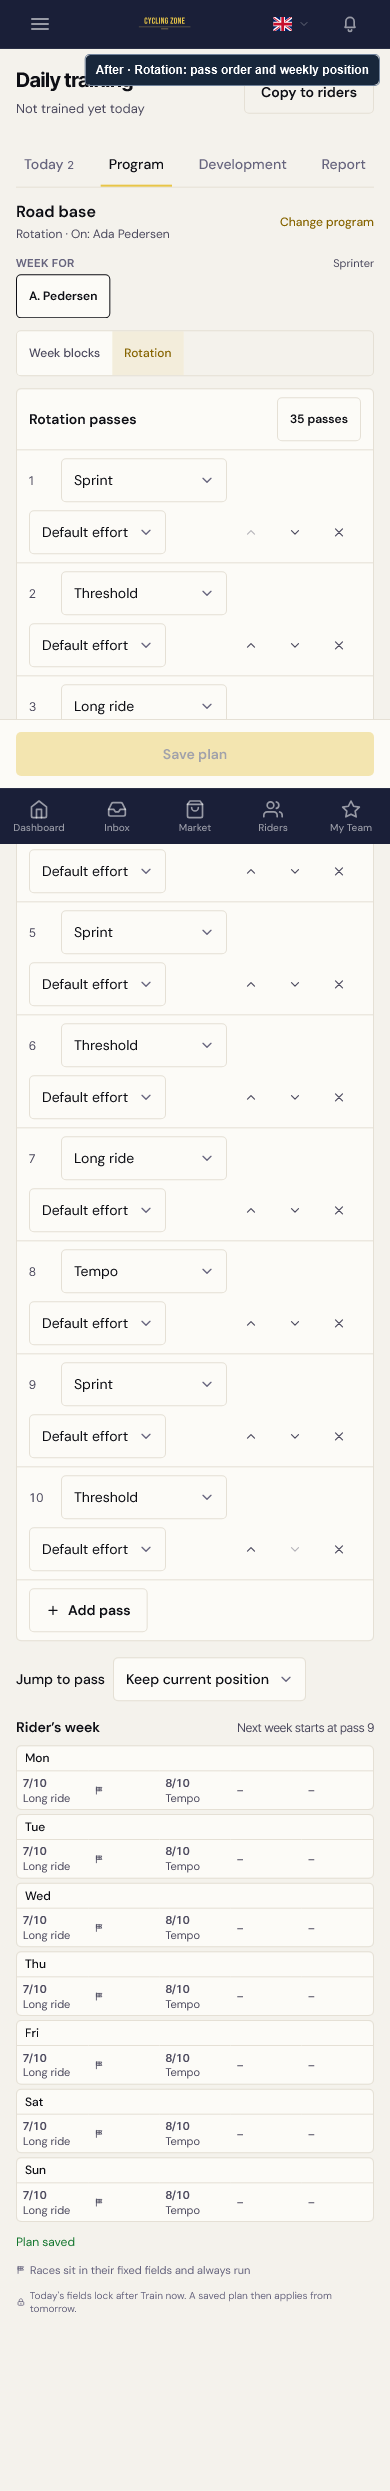 CYCLING ZONE
After · Rotation: pass order and weekly position
Daily training
Not trained yet today
Copy to riders
Today 2
Program
Development
Report
Road base
Rotation · On: Ada Pedersen
Change program
WEEK FOR
Sprinter
A. Pedersen
Week blocks
Rotation
Rotation passes
35 passes
1
Sprint
Default effort
2
Threshold
Default effort
3
Long ride
Save plan
Dashboard
Inbox
Market
Riders
My Team
Default effort
5
Sprint
Default effort
6
Threshold
Default effort
7
Long ride
Default effort
8
Tempo
Default effort
9
Sprint
Default effort
10
Threshold
Default effort
+ Add pass
Jump to pass
Keep current position
Rider's week
Next week starts at pass 9
Mon
7/10 8/10 – –
Long ride Tempo
Tue
7/10 8/10 – –
Long ride Tempo
Wed
7/10 8/10 – –
Long ride Tempo
Thu
7/10 8/10 – –
Long ride Tempo
Fri
7/10 8/10 – –
Long ride Tempo
Sat
7/10 8/10 – –
Long ride Tempo
Sun
7/10 8/10 – –
Long ride Tempo
Plan saved
Races sit in their fixed fields and always run
Today's fields lock after Train now. A saved plan then applies from
tomorrow.